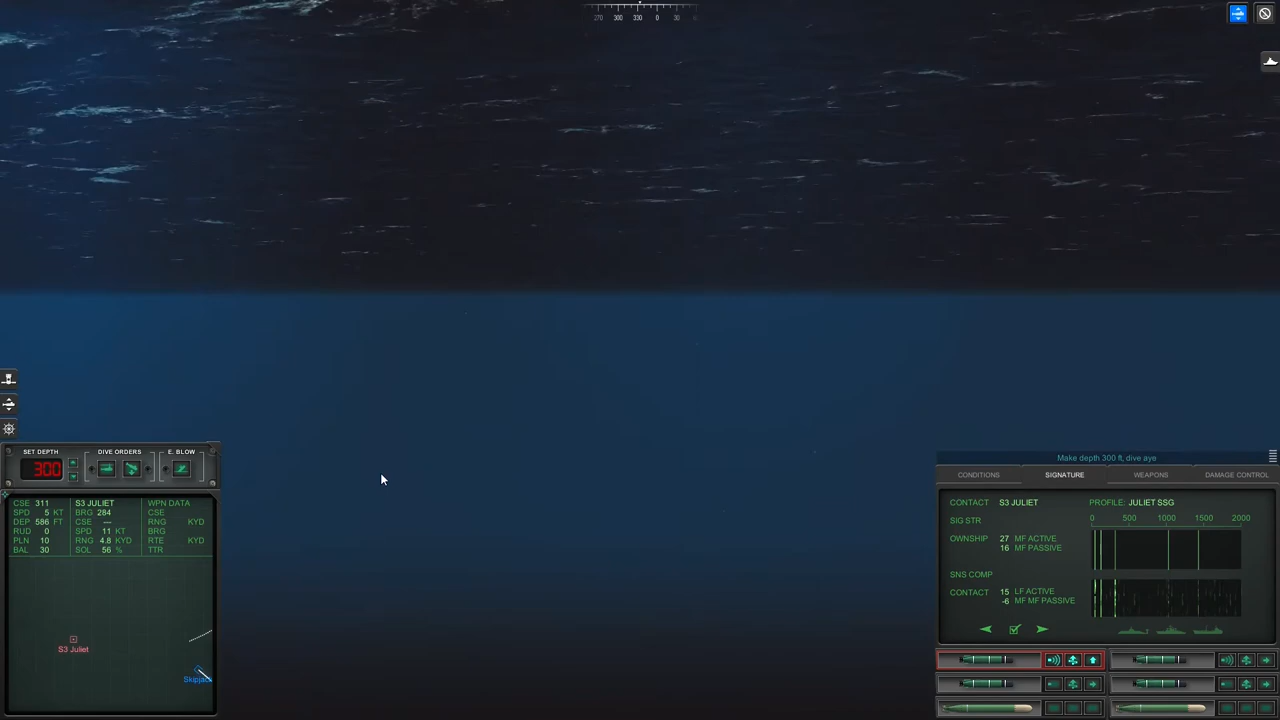 270 300 330 0 30
SET DEPTH DIVE ORDERS E. BLOW
300
CSE 311 S3 JULIET WPN DATA
SPD 5 KT BRG 284 CSE
DEP 586 FT CSE --- RNG KYD
RUD 0 SPD 11 KT BRG
PLN 10 RNG 4.8 KYD RTE KYD
BAL 30 SOL 56 % TTR
S3 Juliet
Skipjack
Make depth 300 ft, dive aye
CONDITIONS SIGNATURE WEAPONS DAMAGE CONTROL
CONTACT S3 JULIET PROFILE: JULIET SSG
SIG STR 0 500 1000 1500 2000
OWNSHIP 27 MF ACTIVE
16 MF PASSIVE
SNS COMP
CONTACT 15 LF ACTIVE
-6 MF MF PASSIVE